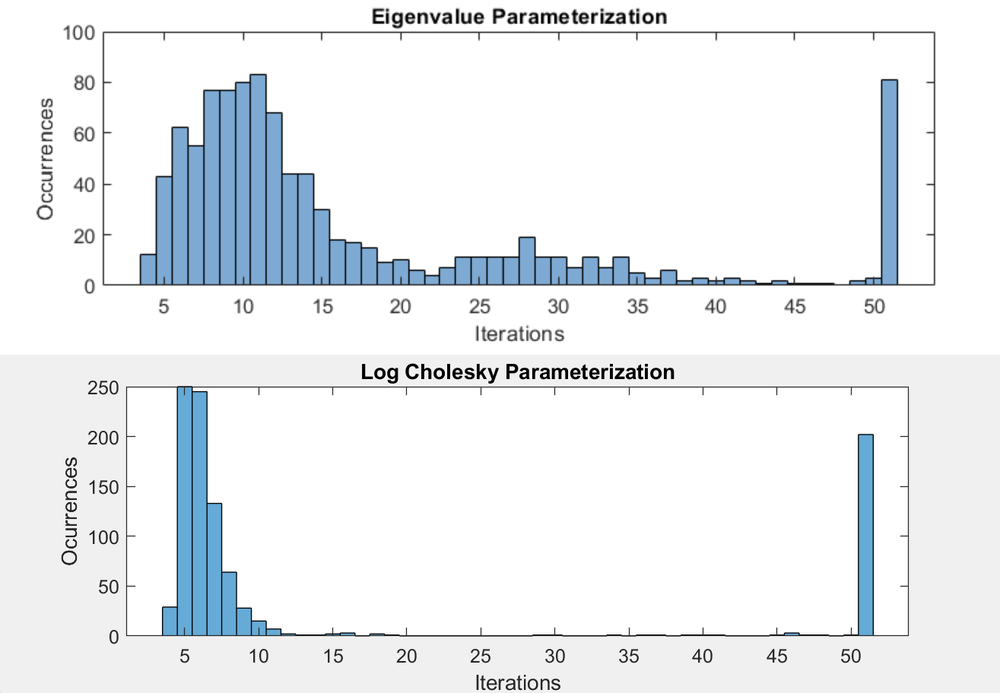 Eigenvalue Parameterization
100
80
60
40
20
0
Occurrences
5 10 15 20 25 30 35 40 45 50
Iterations
Log Cholesky Parameterization
250
200
150
100
50
0
Ocurrences
5 10 15 20 25 30 35 40 45 50
Iterations